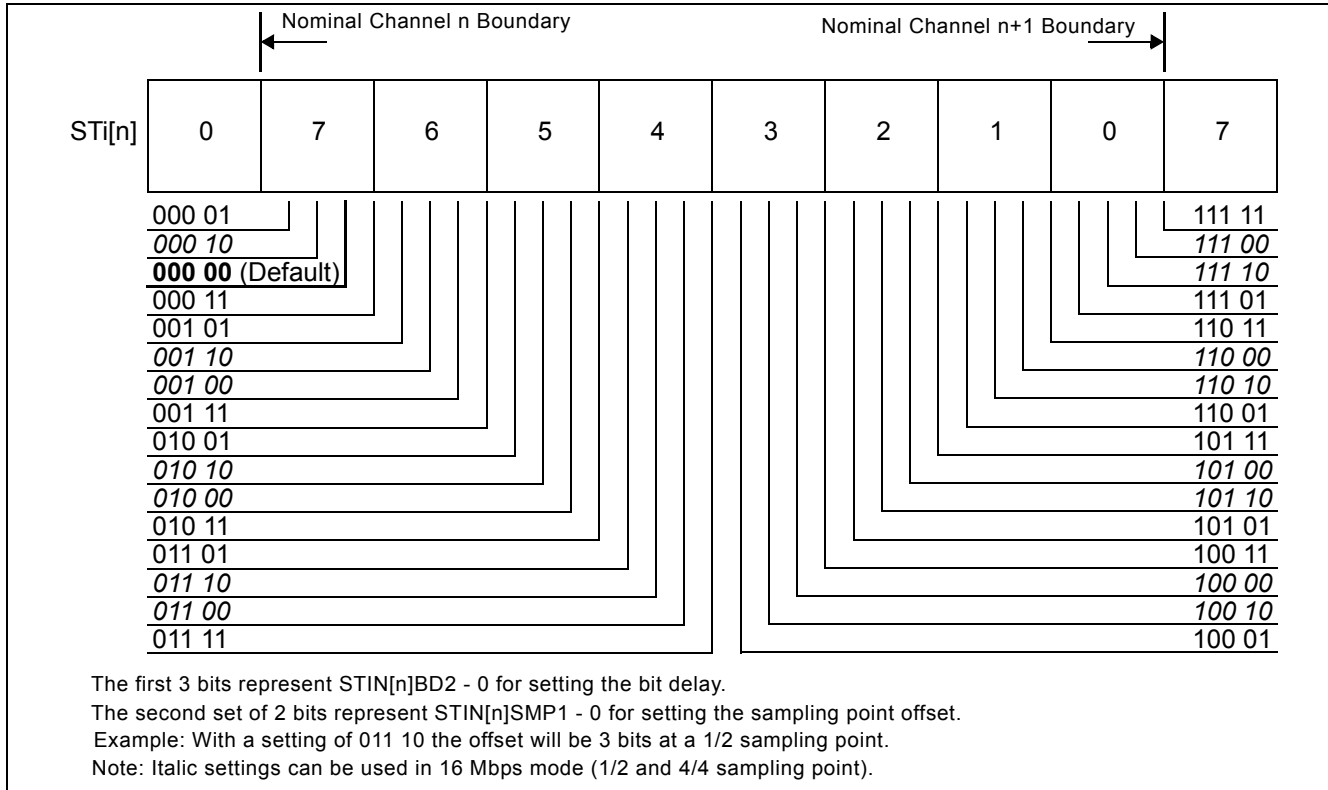 Nominal Channel n Boundary
Nominal Channel n+1 Boundary
STi[n] 0 7 6 5 4 3 2 1 0 7
000 01 111 11
000 10 111 00
000 00 (Default) 111 10
000 11 111 01
001 01 110 11
001 10 110 00
001 00 110 10
001 11 110 01
010 01 101 11
010 10 101 00
010 00 101 10
010 11 101 01
011 01 100 11
011 10 100 00
011 00 100 10
011 11 100 01
The first 3 bits represent STIN[n]BD2 - 0 for setting the bit delay.
The second set of 2 bits represent STIN[n]SMP1 - 0 for setting the sampling point offset.
Example: With a setting of 011 10 the offset will be 3 bits at a 1/2 sampling point.
Note: Italic settings can be used in 16 Mbps mode (1/2 and 4/4 sampling point).